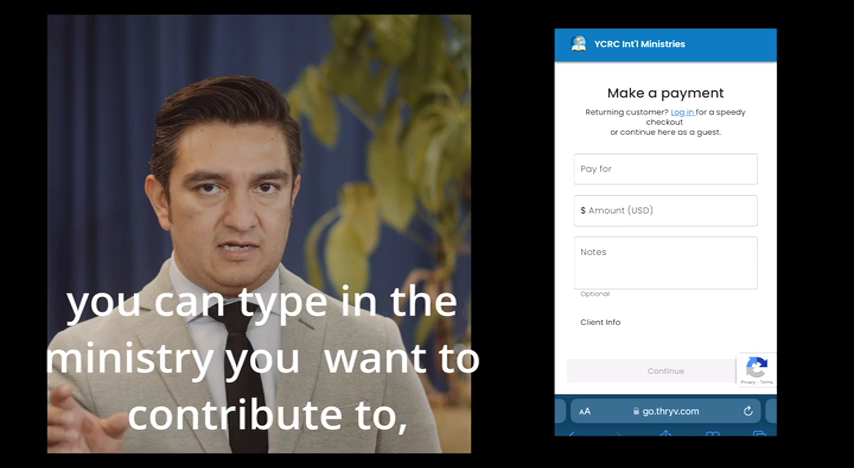 you can type in the
ministry you want to
contribute to,
YCRC Int'l Ministries
Make a payment
Returning customer? Log in for a speedy
checkout
or continue here as a guest.
Pay for
$ Amount (USD)
Notes
Optional
Client Info
Continue
Privacy - Terms
AA
go.thryv.com